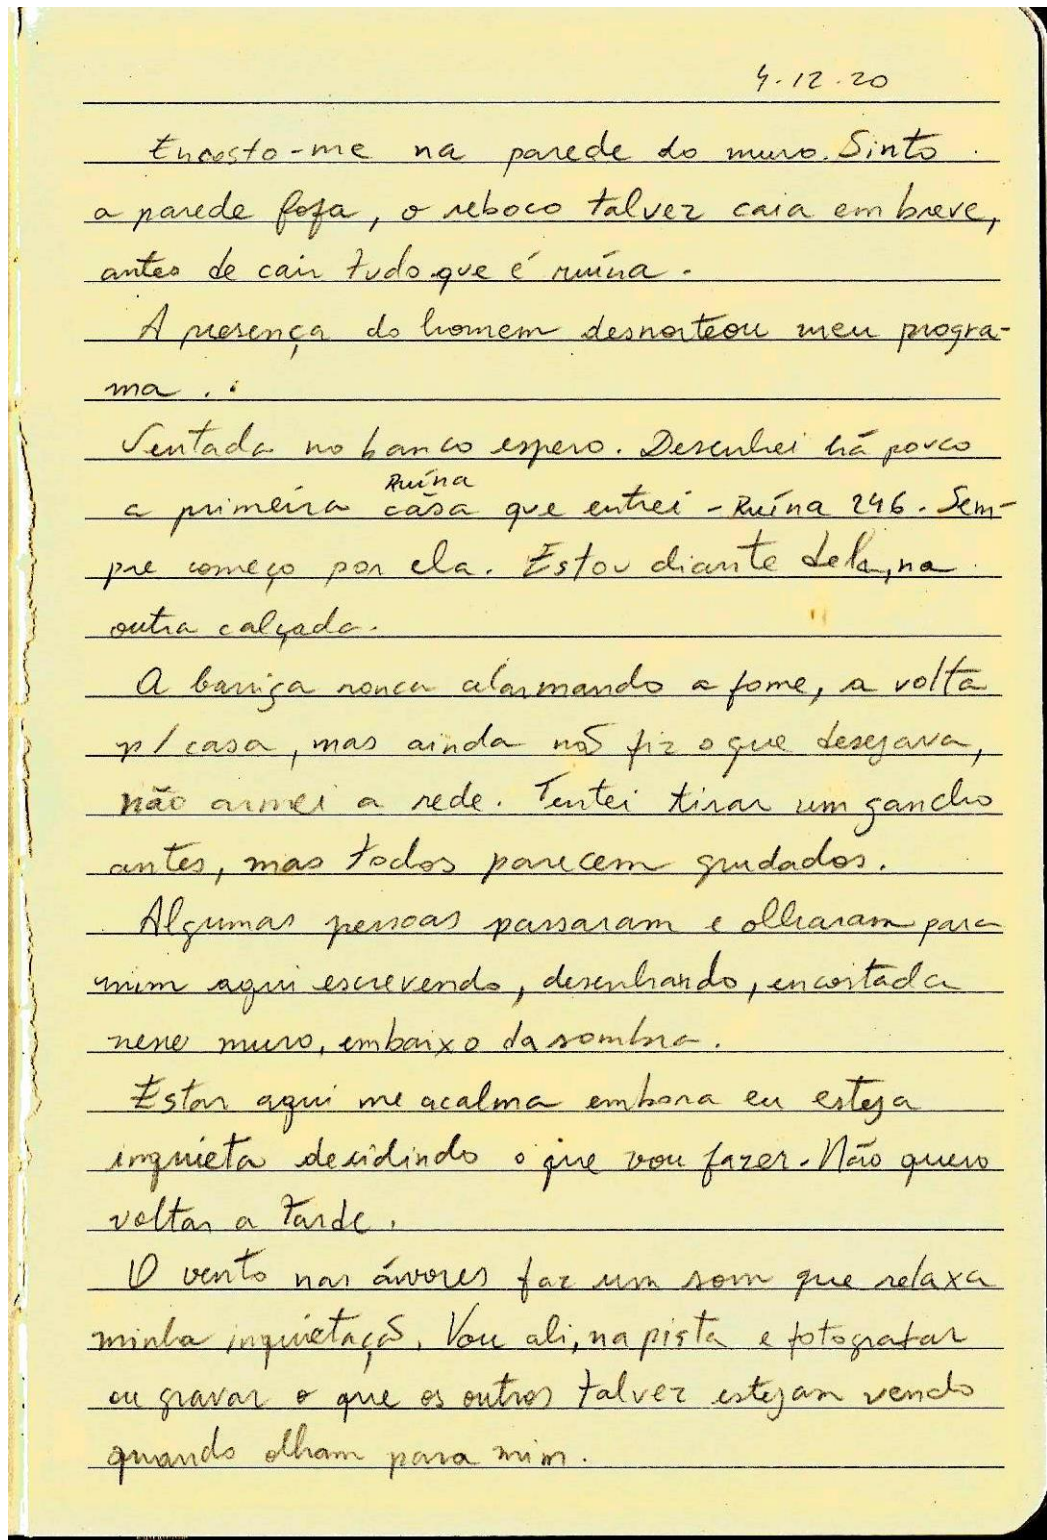 4.12.20
Encosto-me na parede do muro. Sinto
a parede fofa, o reboco talvez caia em breve,
antes de cair tudo que é ruína.
A presença do homem desnorteou meu progra-
ma..
Sentada no banco espero. Desenhei há pouco
Ruína
a primeira casa que entrei - Ruína 246. Sem-
pre começo por ela. Estou diante dela, na
outra calçada.
A barriga ronca alarmando a fome, a volta
p/ casa, mas ainda não fiz o que desejava,
não armei a rede. Tentei tirar um gancho
antes, mas todos parecem grudados.
Algumas pessoas passaram e olharam para
mim aqui escrevendo, desenhando, encostada
nesse muro, embaixo da sombra.
Estar aqui me acalma embora eu esteja
inquieta decidindo o que vou fazer. Não quero
voltar a tarde.
O vento nas árvores faz um som que relaxa
minha inquietação. Vou ali, na pista e fotografar
ou gravar o que os outros talvez estejam vendo
quando olham para mim.